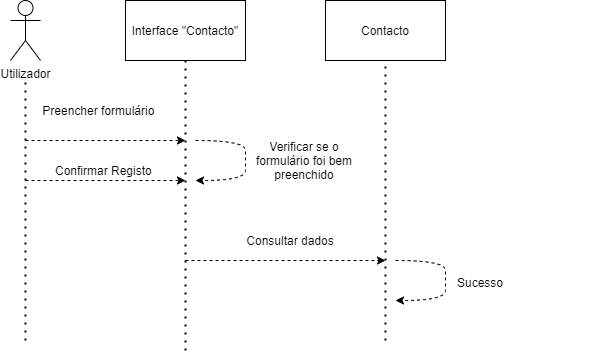 Interface "Contacto"
Contacto
Utilizador
Preencher formulário
Verificar se o
formulário foi bem
preenchido
Confirmar Registo
Consultar dados
Sucesso